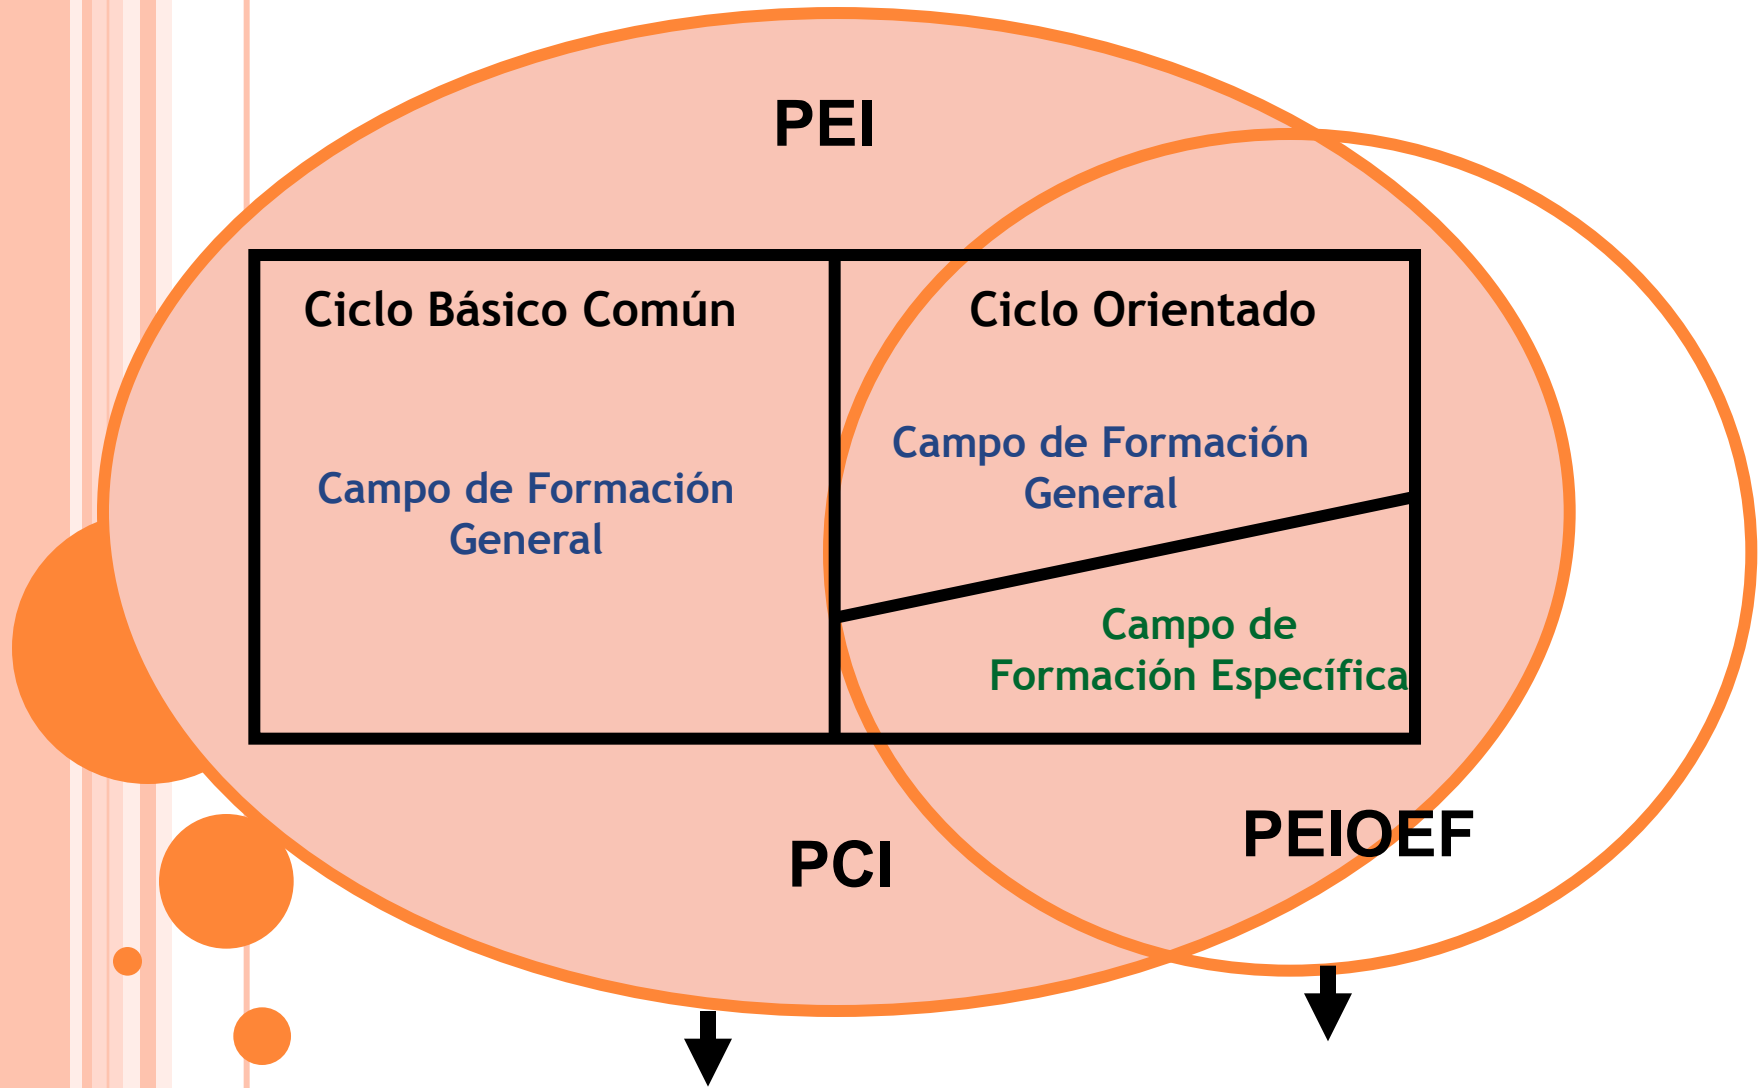 PEI
Ciclo Básico Común
Campo de Formación
General
Ciclo Orientado
Campo de Formación
General
Campo de
Formación Específica
PCI
PEIOEF